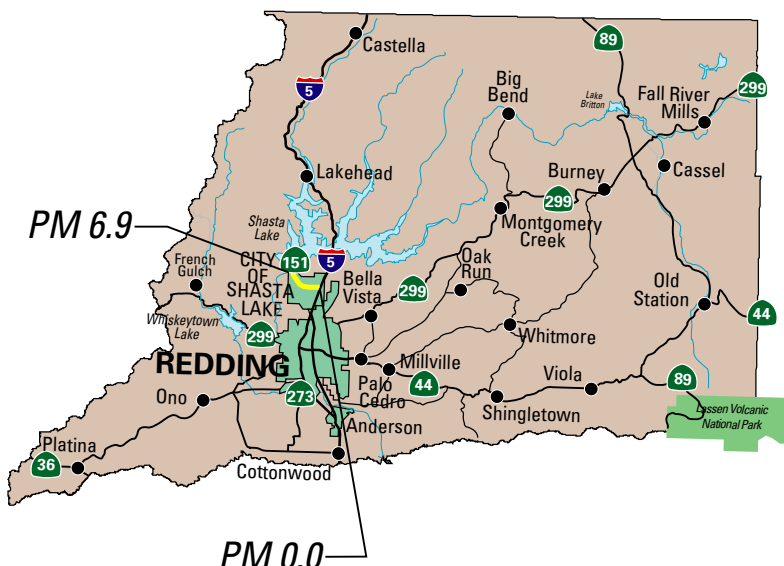 89
Castella
5
Big
Bend
Lake
Britton
Fall River
Mills
299
Lakehead
Burney
Cassel
299
Montgomery
Creek
PM 6.9
Shasta
Lake
151
5
French
Gulch
CITY
OF
SHASTA
LAKE
Bella
Vista
299
Oak
Run
Old
Station
44
Whiskeytown
Lake
299
Whitmore
REDDING
Millville
Palo
Cedro
44
Viola
89
Ono
273
Shingletown
Anderson
Lassen Volcanic
National Park
Platina
36
Cottonwood
PM 0.0